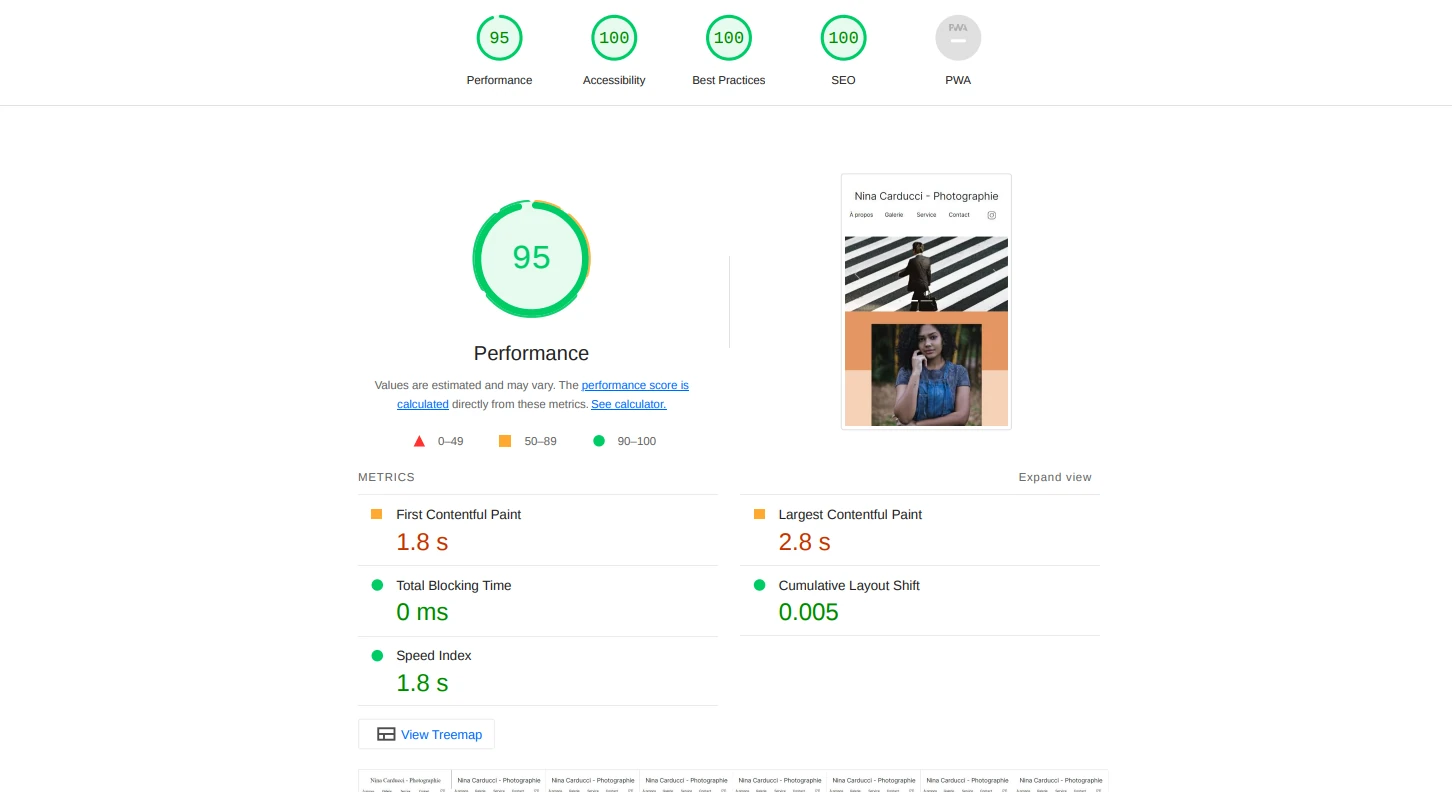 95 100 100 100 PWA
Performance Accessibility Best Practices SEO PWA
Nina Carducci - Photographie
À propos Galerie Service Contact
95
Performance
Values are estimated and may vary. The performance score is
calculated directly from these metrics. See calculator.
0–49 50–89 90–100
METRICS
Expand view
First Contentful Paint
1.8 s
Largest Contentful Paint
2.8 s
Total Blocking Time
0 ms
Cumulative Layout Shift
0.005
Speed Index
1.8 s
View Treemap
Nina Carducci - Photographie Nina Carducci - Photographie Nina Carducci - Photographie Nina Carducci - Photographie Nina Carducci - Photographie Nina Carducci - Photographie Nina Carducci - Photographie Nina Carducci - Photographie